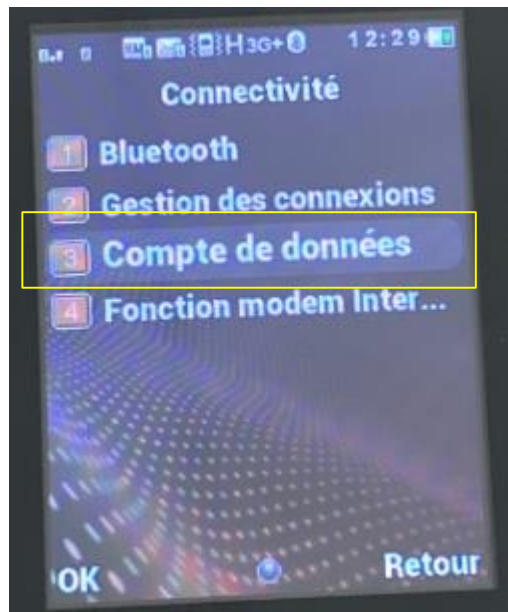 H 3G+ 12:29
Connectivité
1 Bluetooth
2 Gestion des connexions
3 Compte de données
4 Fonction modem Inter...
OK Retour